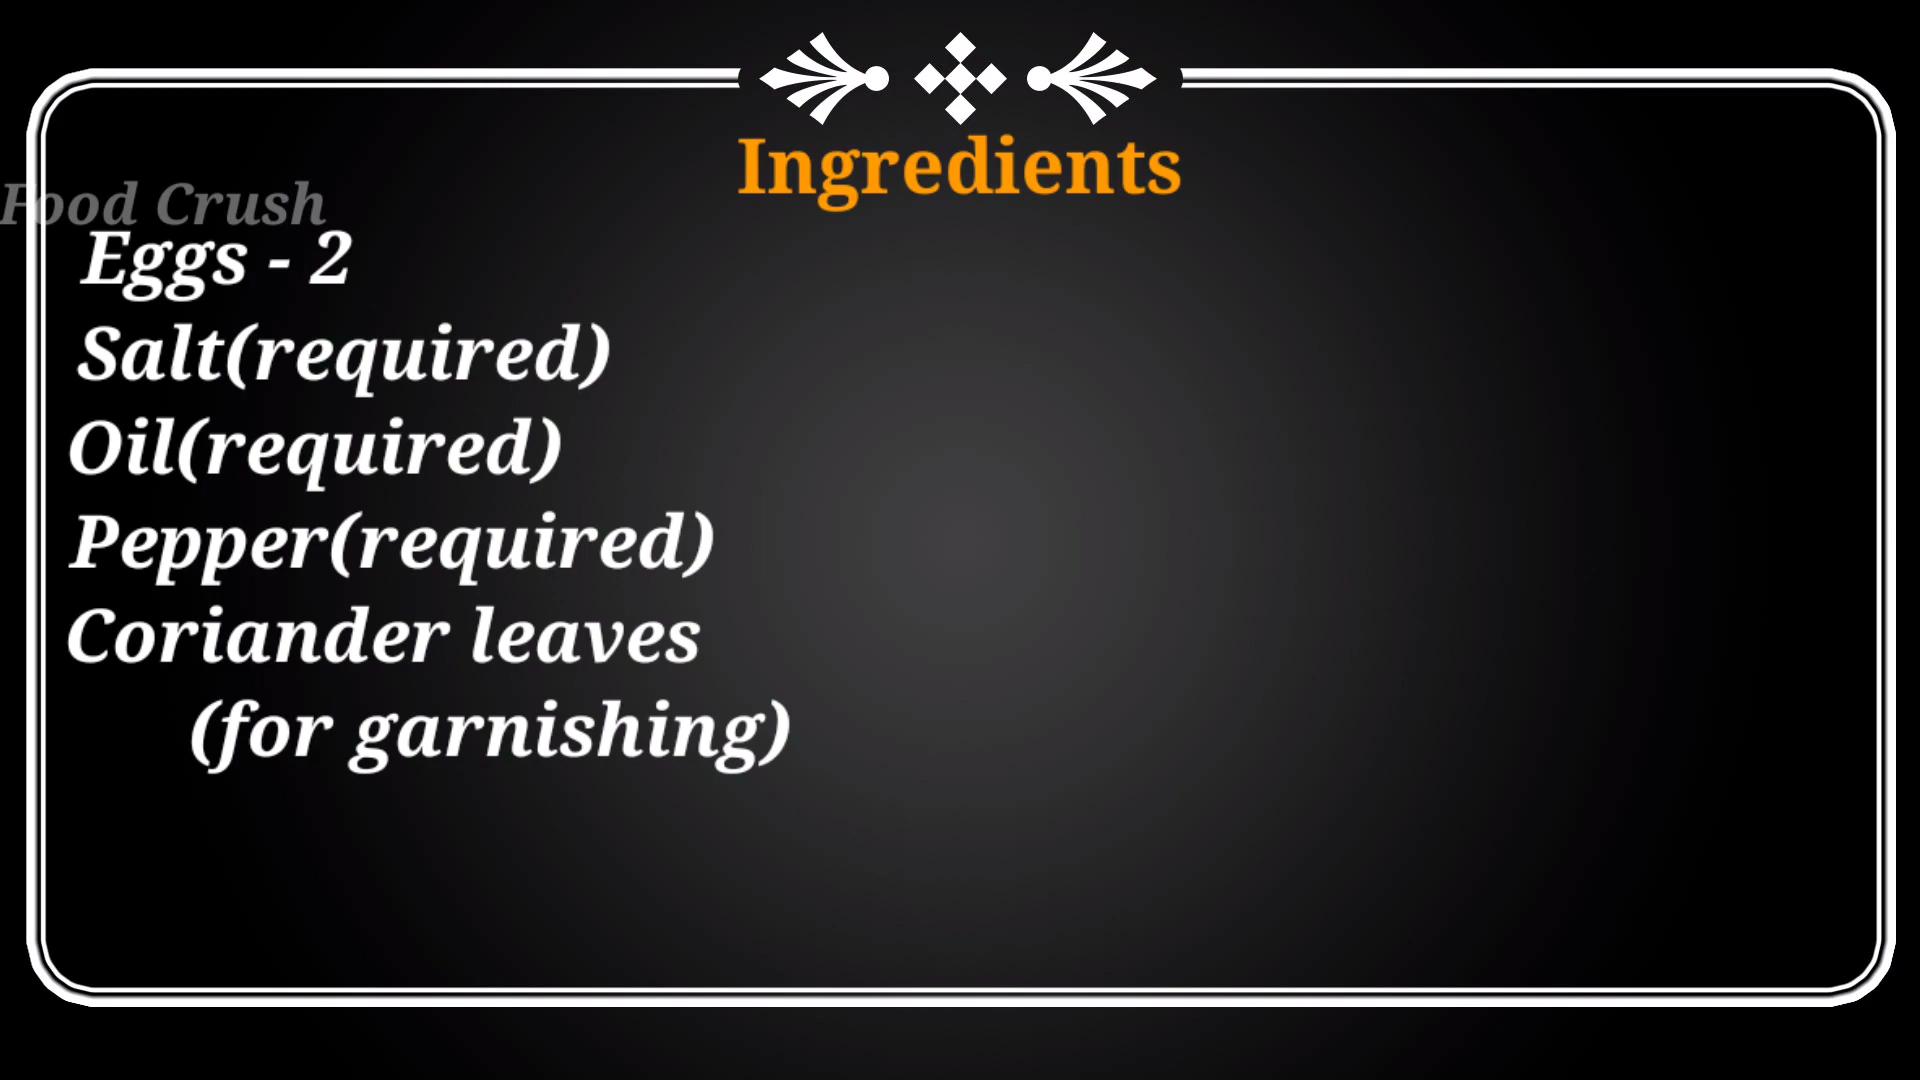 Ingredients
Food Crush
Eggs - 2
Salt(required)
Oil(required)
Pepper(required)
Coriander leaves
(for garnishing)